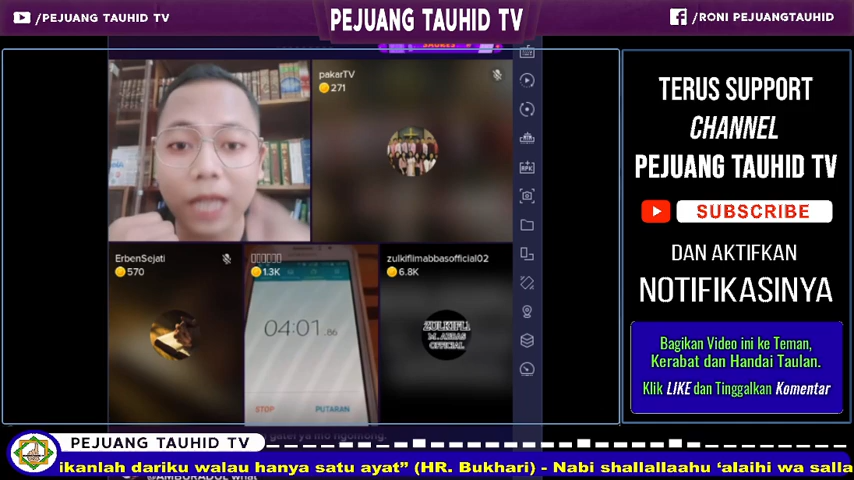 /PEJUANG TAUHID TV
PEJUANG TAUHID TV
/RONI PEJUANGTAUHID
pakarTV
271
ErbenSejati
570
1.3K
zulkiflimabbasofficial02
6.8K
04:01.86
STOP
PUTARAN
ZULKIFLI
M. ABBAS
OFFICIAL
TERUS SUPPORT
CHANNEL
PEJUANG TAUHID TV
SUBSCRIBE
DAN AKTIFKAN
NOTIFIKASINYA
Bagikan Video ini ke Teman,
Kerabat dan Handai Taulan.
Klik LIKE dan Tinggalkan Komentar
PEJUANG TAUHID TV
ikanlah dariku walau hanya satu ayat” (HR. Bukhari) - Nabi shallallaahu ‘alaihi wa salla